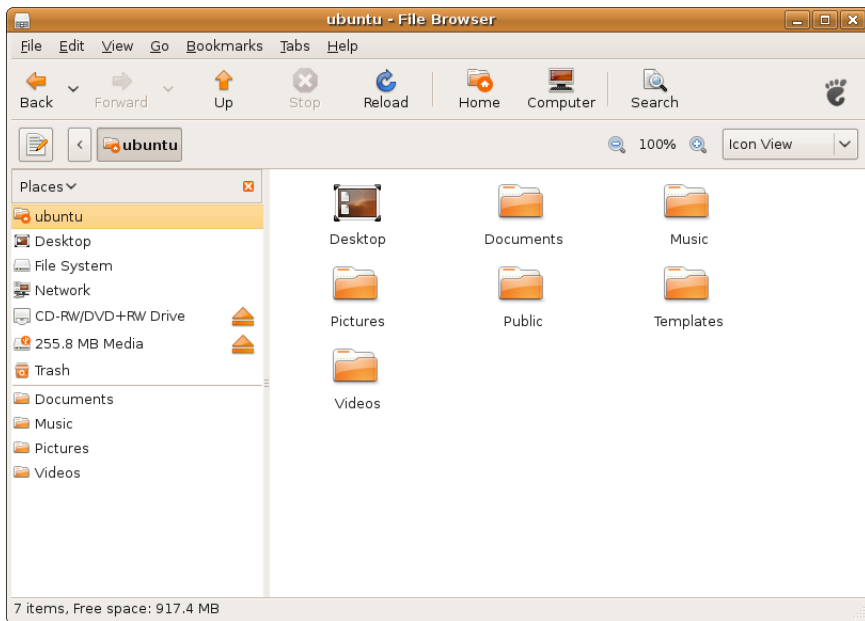 ubuntu - File Browser
File Edit View Go Bookmarks Tabs Help
Back Forward Up Stop Reload Home Computer Search
ubuntu 100% Icon View
Places
ubuntu
Desktop
File System
Network
CD-RW/DVD+RW Drive
255.8 MB Media
Trash
Documents
Music
Pictures
Videos
Desktop Documents Music
Pictures Public Templates
Videos
7 items, Free space: 917.4 MB